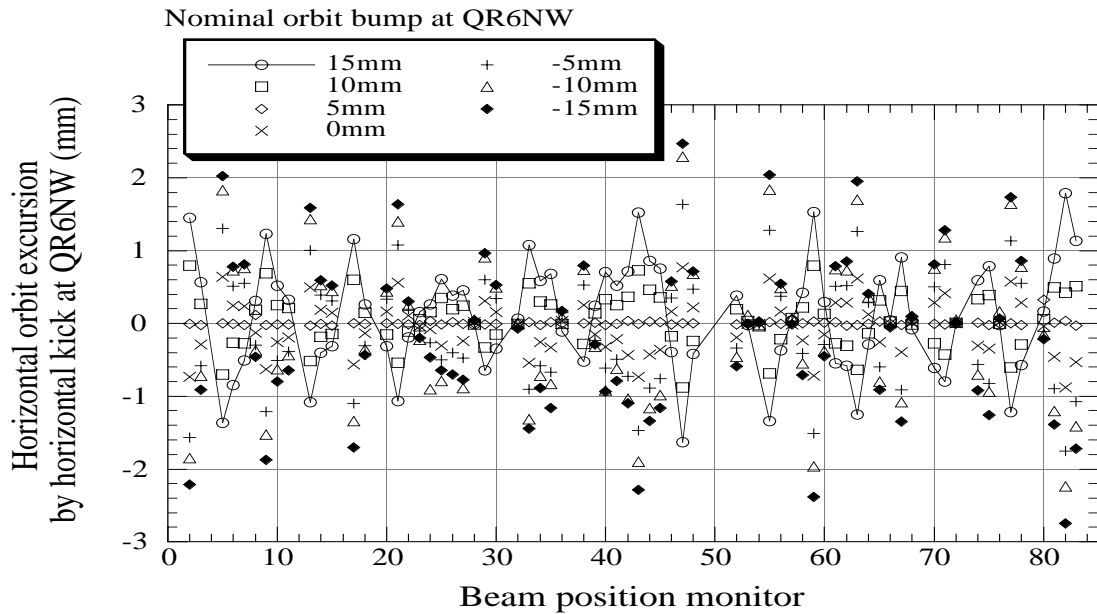 Nominal orbit bump at QR6NW
15mm -5mm
10mm -10mm
5mm -15mm
0mm
Horizontal orbit excursion
by horizontal kick at QR6NW (mm)
3
2
1
0
-1
-2
-3
0 10 20 30 40 50 60 70 80
Beam position monitor